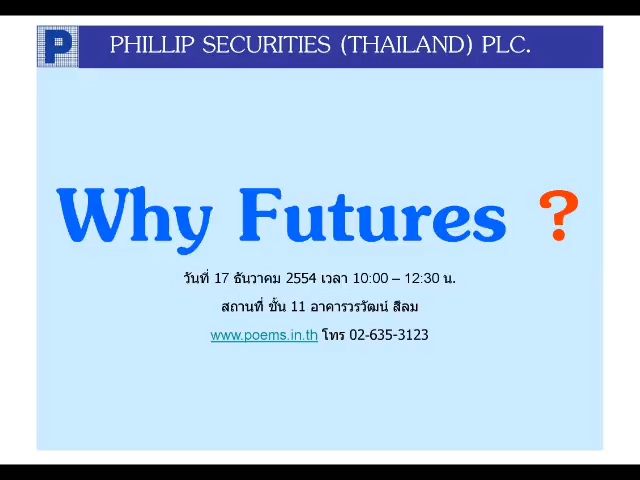 P
PHILLIP SECURITIES (THAILAND) PLC.
Why Futures ?
วันที่ 17 ธันวาคม 2554 เวลา 10:00 – 12:30 น.
สถานที่ ชั้น 11 อาคารวรวัฒน์ สีลม
www.poems.in.th โทร 02-635-3123